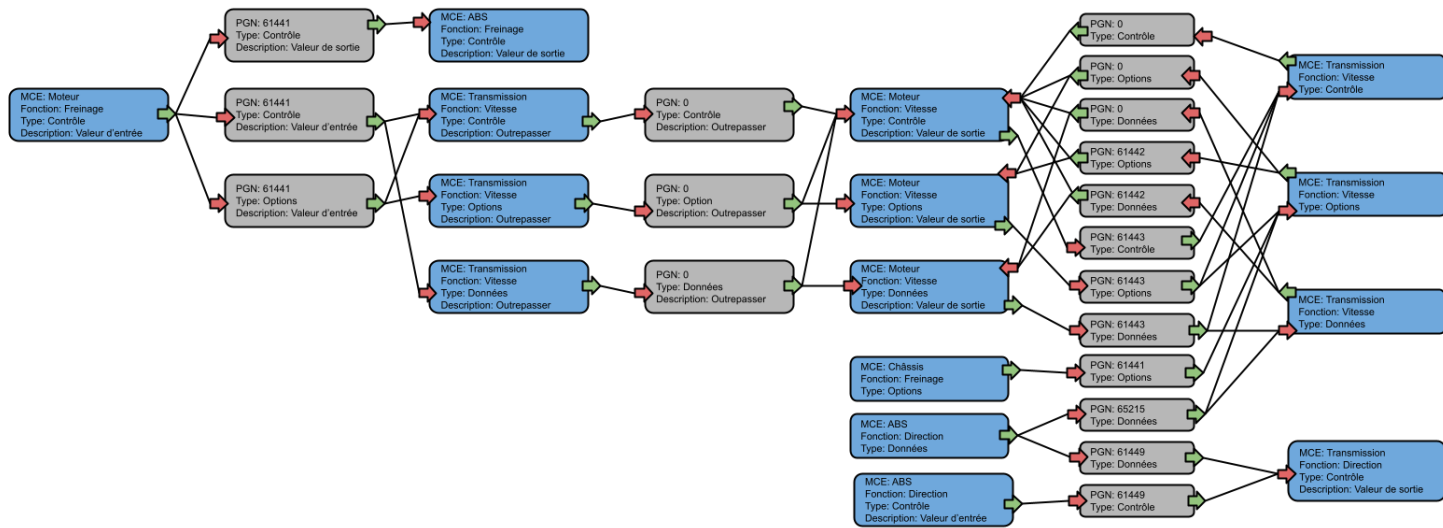 PGN: 61441
Type: Contrôle
Description: Valeur de sortie
MCE: ABS
Fonction: Freinage
Type: Contrôle
Description: Valeur de sortie
MCE: Moteur
Fonction: Freinage
Type: Contrôle
Description: Valeur d'entrée
PGN: 61441
Type: Contrôle
Description: Valeur d'entrée
PGN: 61441
Type: Options
Description: Valeur d'entrée
MCE: Transmission
Fonction: Vitesse
Type: Contrôle
Description: Outrepasser
MCE: Transmission
Fonction: Vitesse
Type: Options
Description: Outrepasser
MCE: Transmission
Fonction: Vitesse
Type: Données
Description: Outrepasser
PGN: 0
Type: Contrôle
Description: Outrepasser
PGN: 0
Type: Option
Description: Outrepasser
PGN: 0
Type: Données
Description: Outrepasser
MCE: Moteur
Fonction: Vitesse
Type: Contrôle
Description: Valeur de sortie
MCE: Moteur
Fonction: Vitesse
Type: Options
Description: Valeur de sortie
MCE: Moteur
Fonction: Vitesse
Type: Données
Description: Valeur de sortie
MCE: Châssis
Fonction: Freinage
Type: Options
MCE: ABS
Fonction: Direction
Type: Données
MCE: ABS
Fonction: Direction
Type: Contrôle
Description: Valeur d'entrée
PGN: 0
Type: Contrôle
PGN: 0
Type: Options
PGN: 0
Type: Données
PGN: 61442
Type: Options
PGN: 61442
Type: Données
PGN: 61443
Type: Contrôle
PGN: 61443
Type: Options
PGN: 61443
Type: Données
PGN: 61441
Type: Options
PGN: 65215
Type: Données
PGN: 61449
Type: Données
PGN: 61449
Type: Contrôle
MCE: Transmission
Fonction: Vitesse
Type: Contrôle
MCE: Transmission
Fonction: Vitesse
Type: Options
MCE: Transmission
Fonction: Vitesse
Type: Données
MCE: Transmission
Fonction: Direction
Type: Contrôle
Description: Valeur de sortie